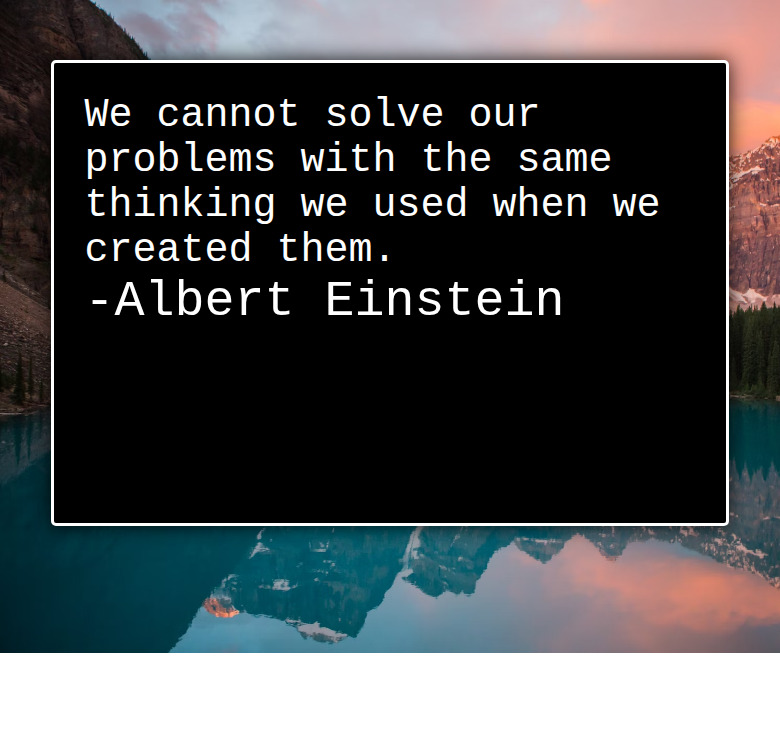 We cannot solve our
problems with the same
thinking we used when we
created them.
-Albert Einstein